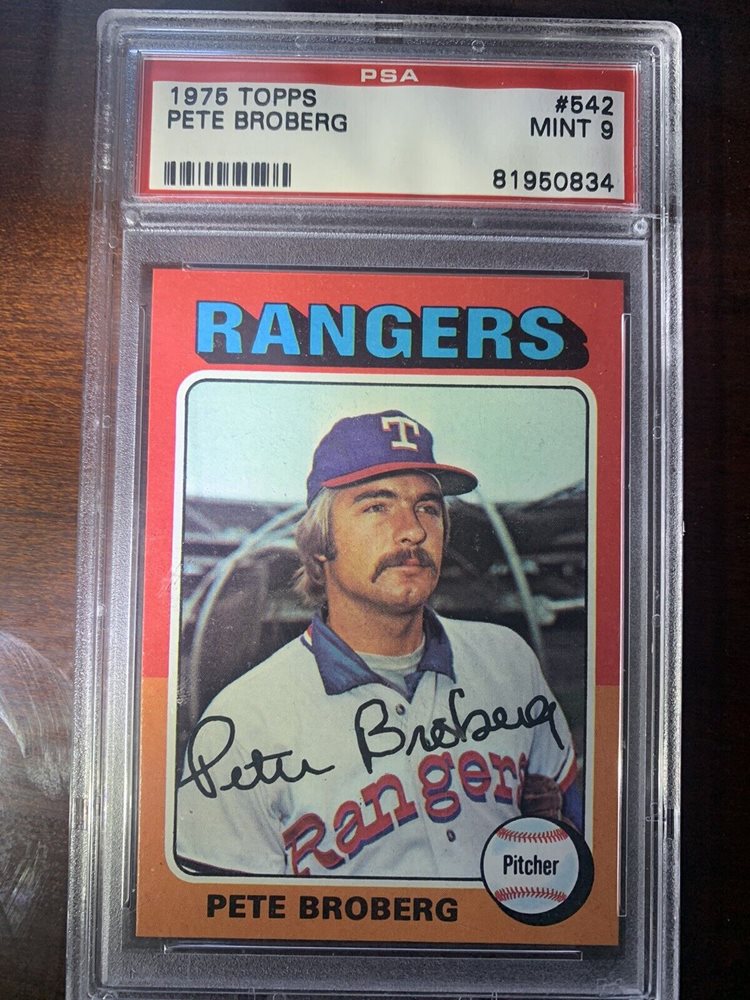 PSA
1975 TOPPS #542
PETE BROBERG MINT 9
81950834
RANGERS
T
Pete Broberg
Rangers
Pitcher
PETE BROBERG